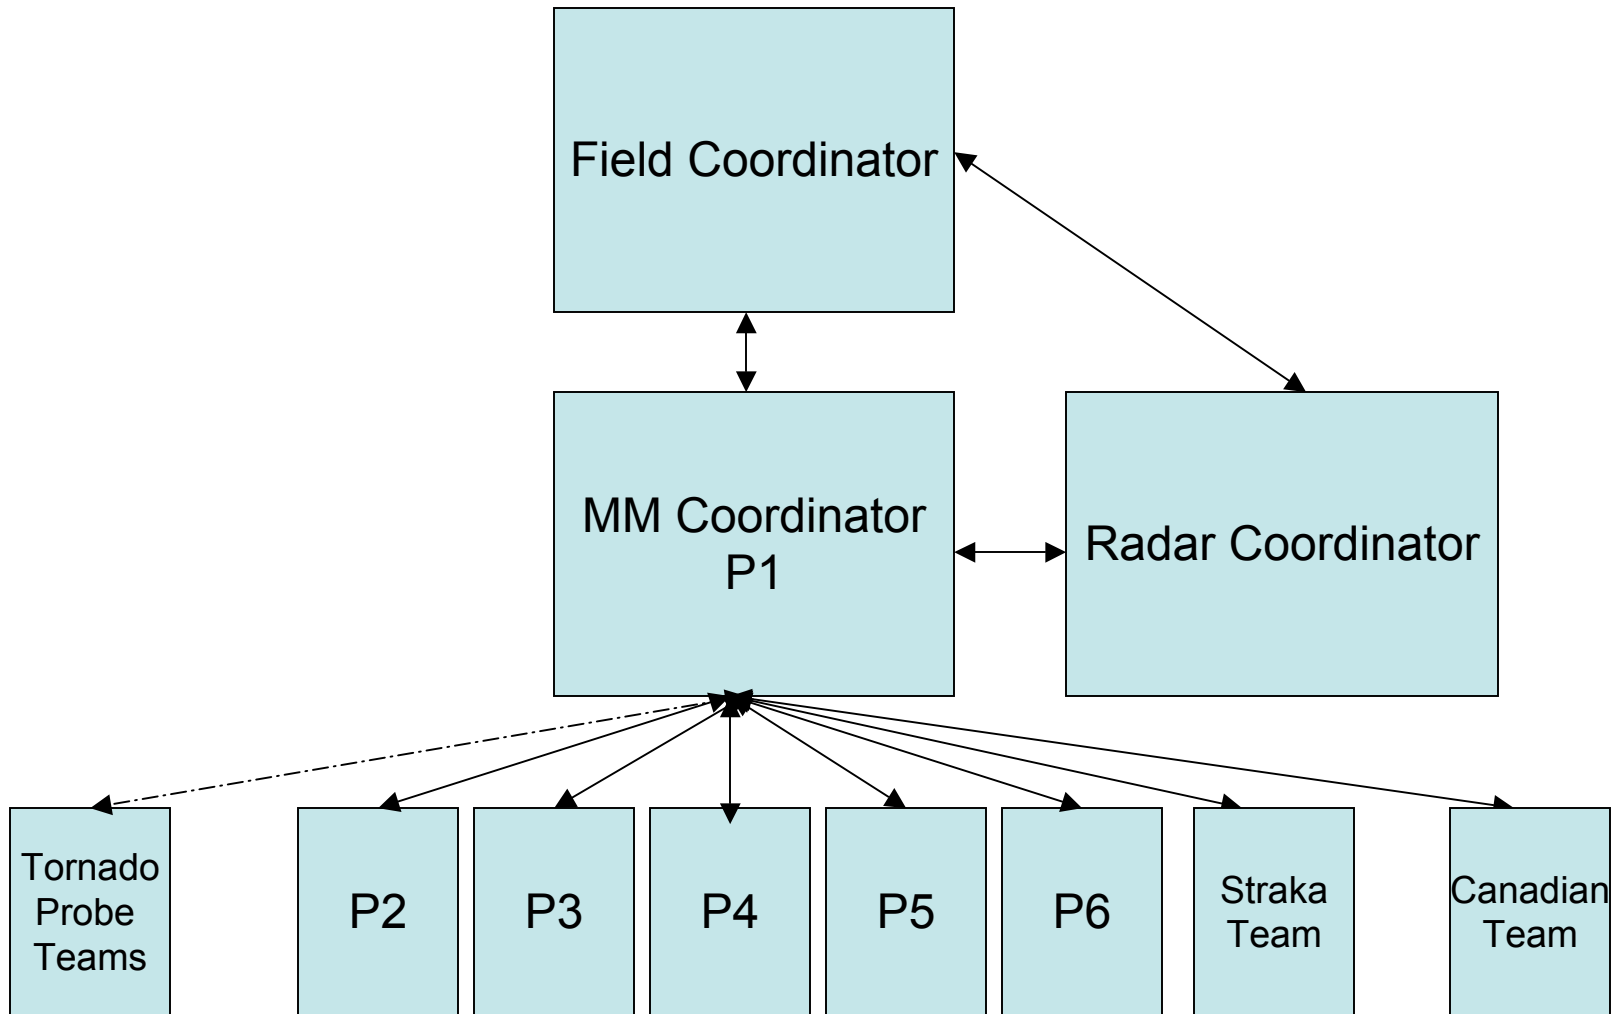 Field Coordinator
MM Coordinator
P1
Radar Coordinator
Tornado
Probe
Teams
P2
P3
P4
P5
P6
Straka
Team
Canadian
Team